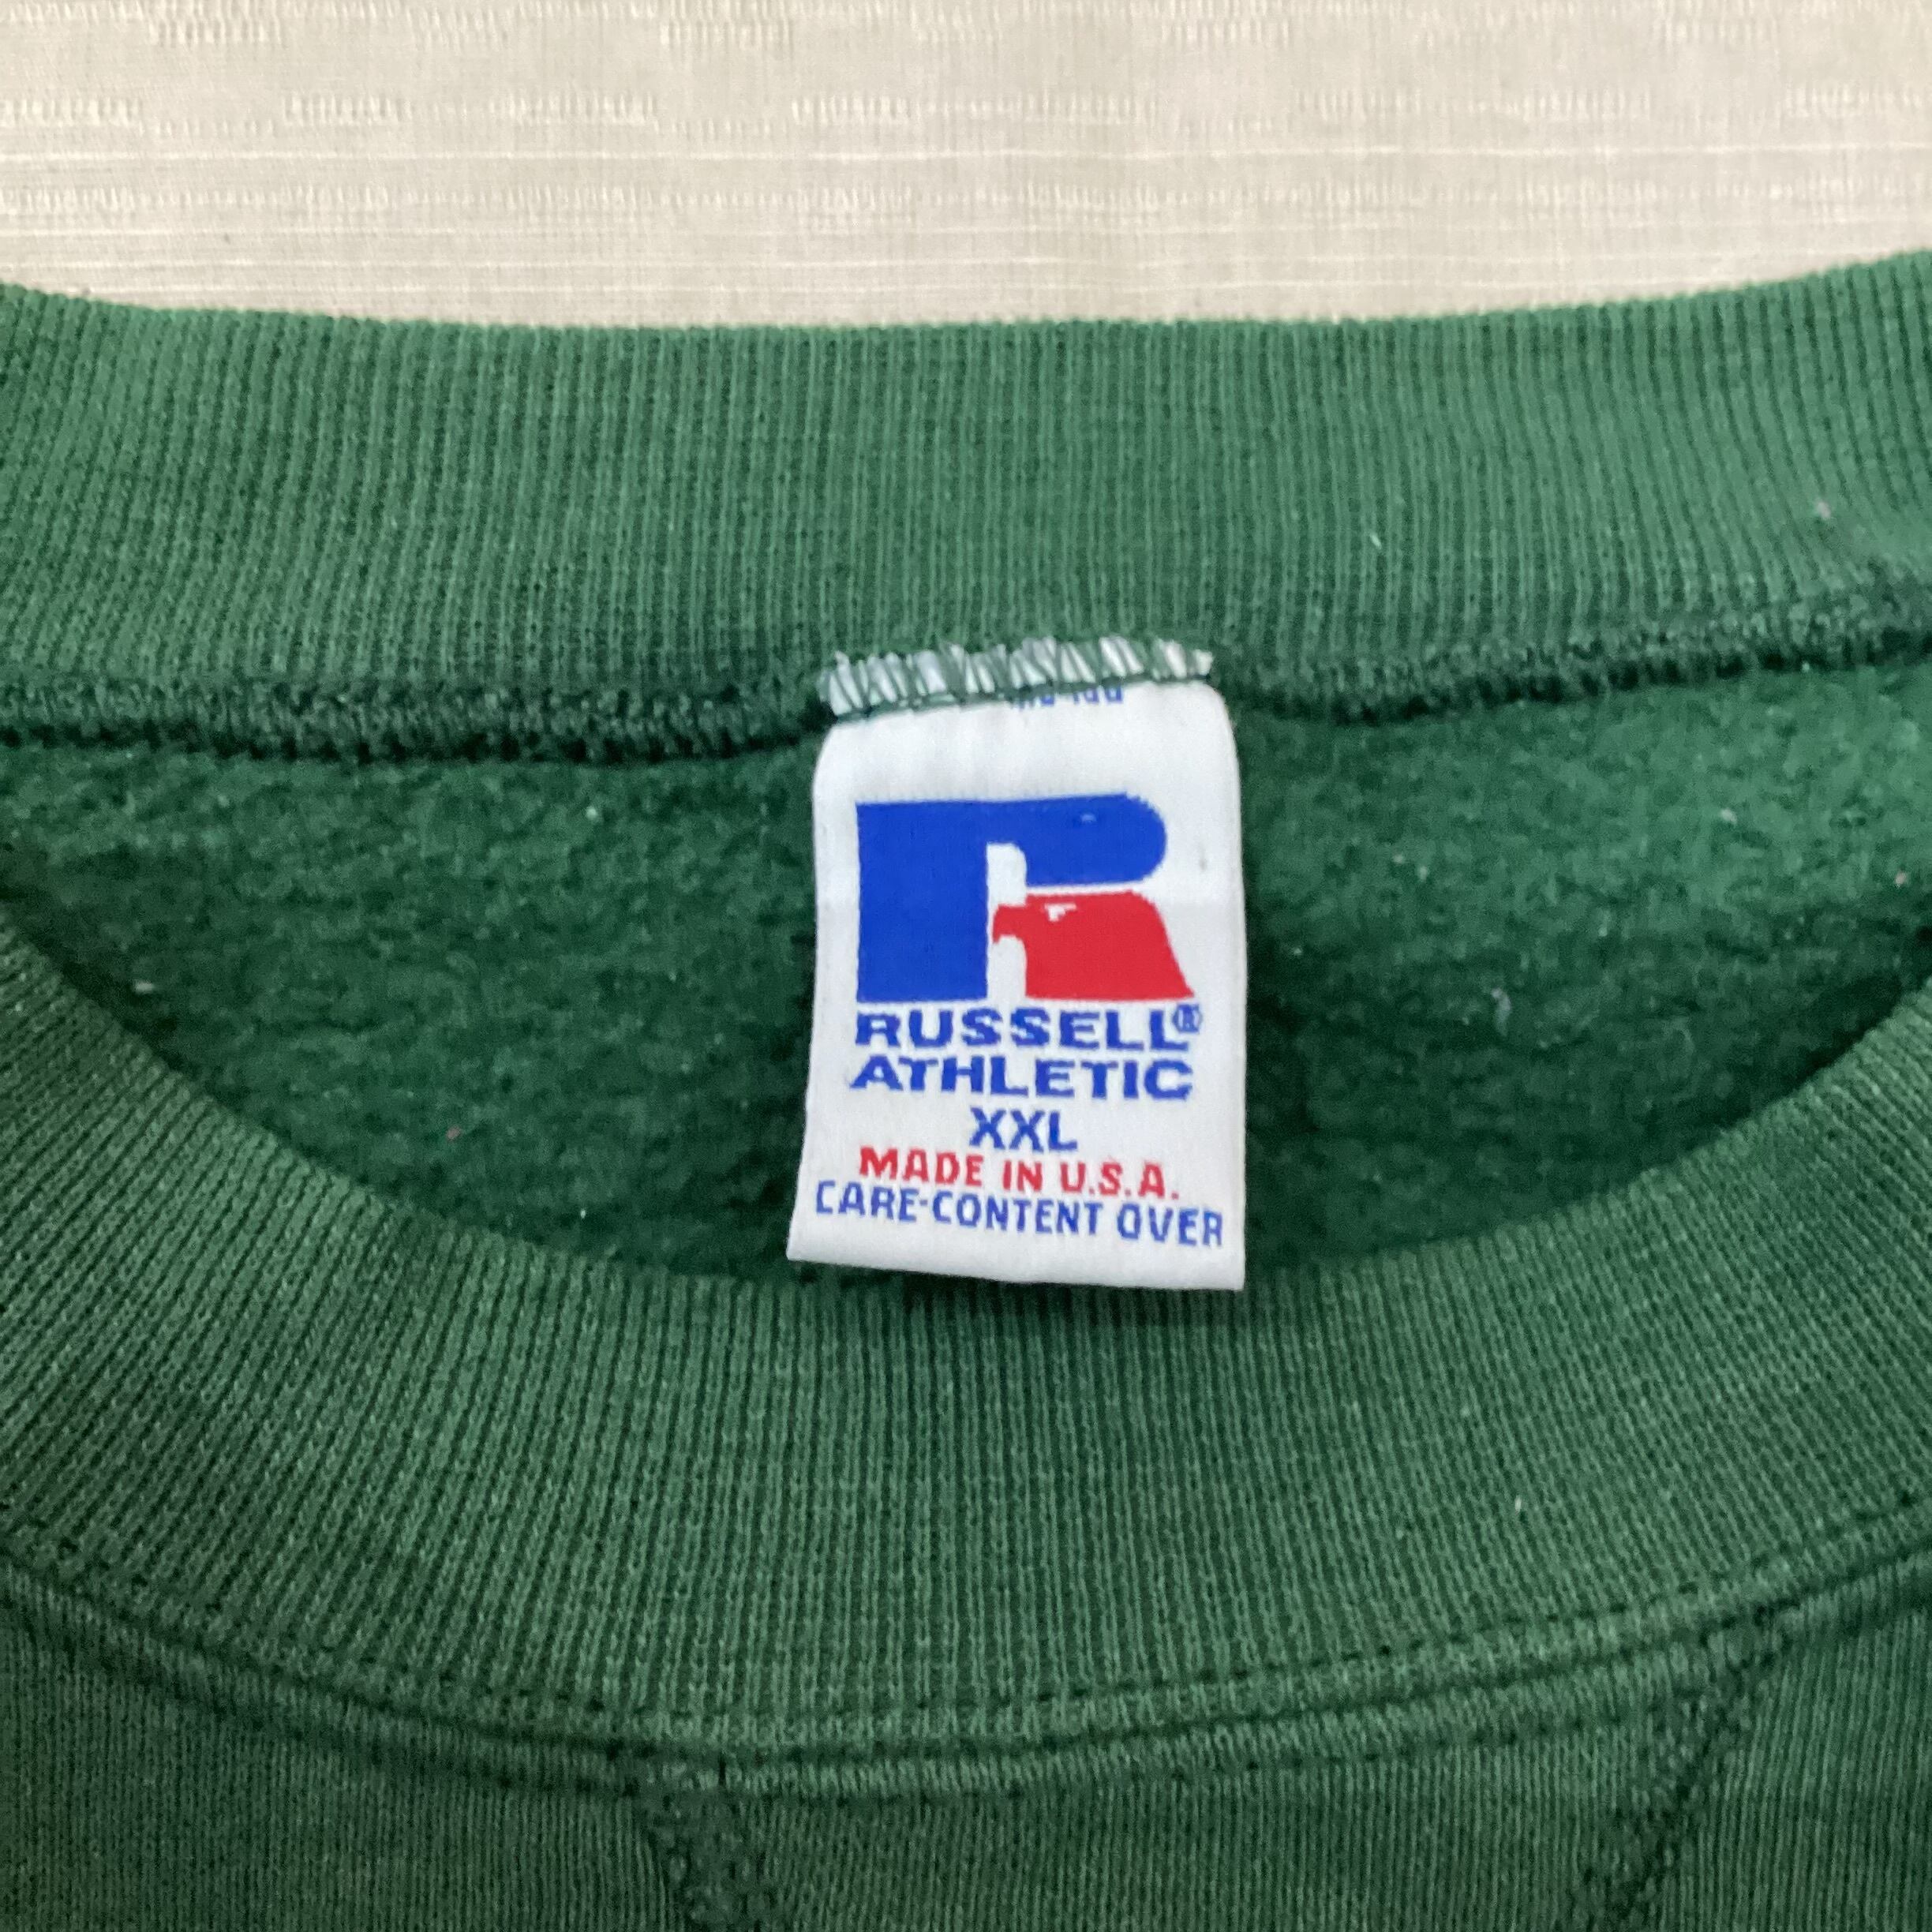 R
RUSSELL®
ATHLETIC
XXL
MADE IN U.S.A.
CARE-CONTENT OVER